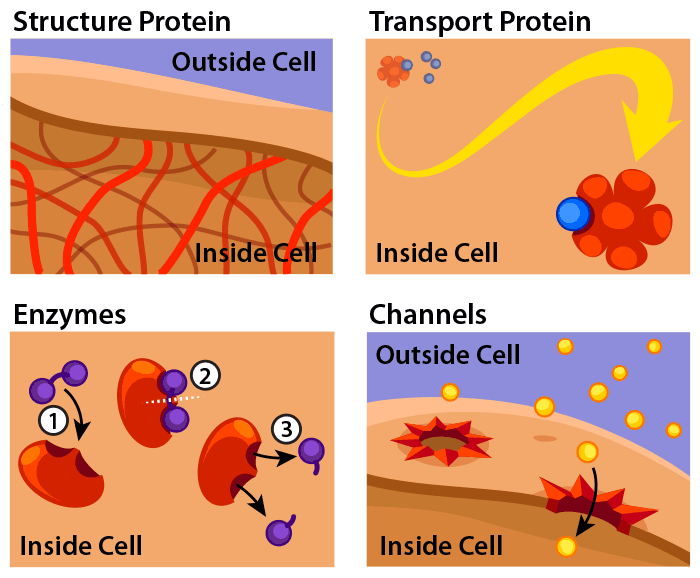 Structure Protein
Outside Cell
Inside Cell
Transport Protein
Inside Cell
Enzymes
1
2
3
Inside Cell
Channels
Outside Cell
Inside Cell